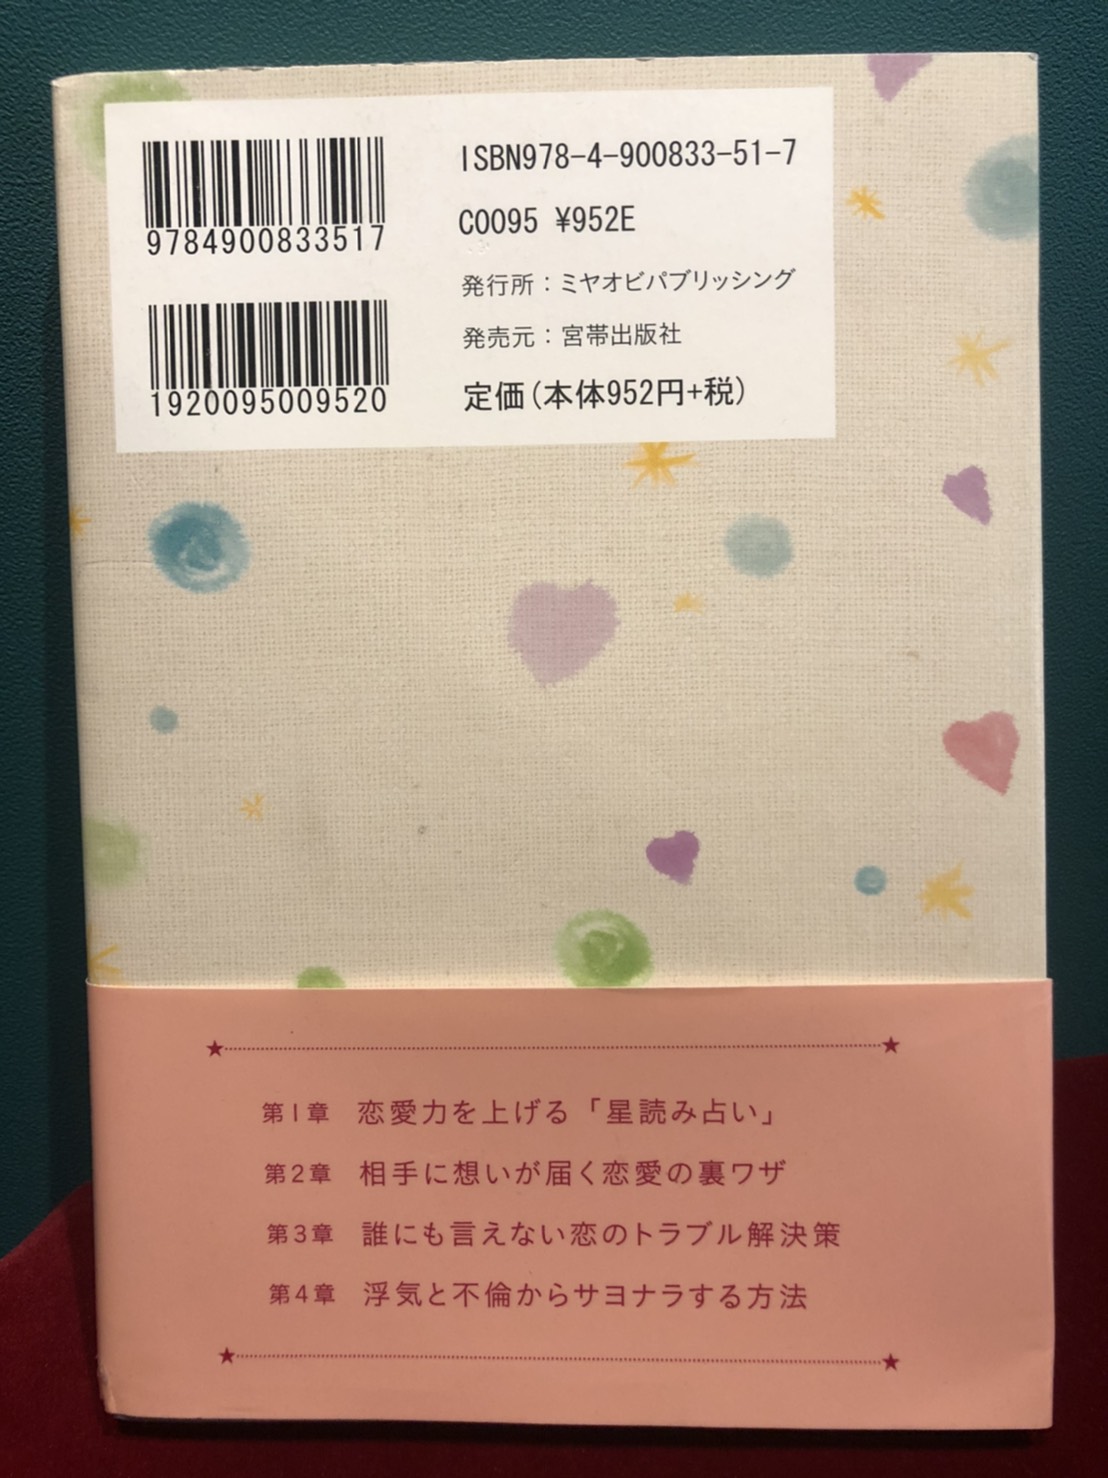 ISBN978-4-900833-51-7
9784900833517
C0095 ¥952E
発行所：ミヤオビパブリッシング
発売元：宮帯出版社
1920095009520
定価(本体952円+税)
第1章 恋愛力を上げる「星読み占い」
第2章 相手に想いが届く恋愛の裏ワザ
第3章 誰にも言えない恋のトラブル解決策
第4章 浮気と不倫からサヨナラする方法